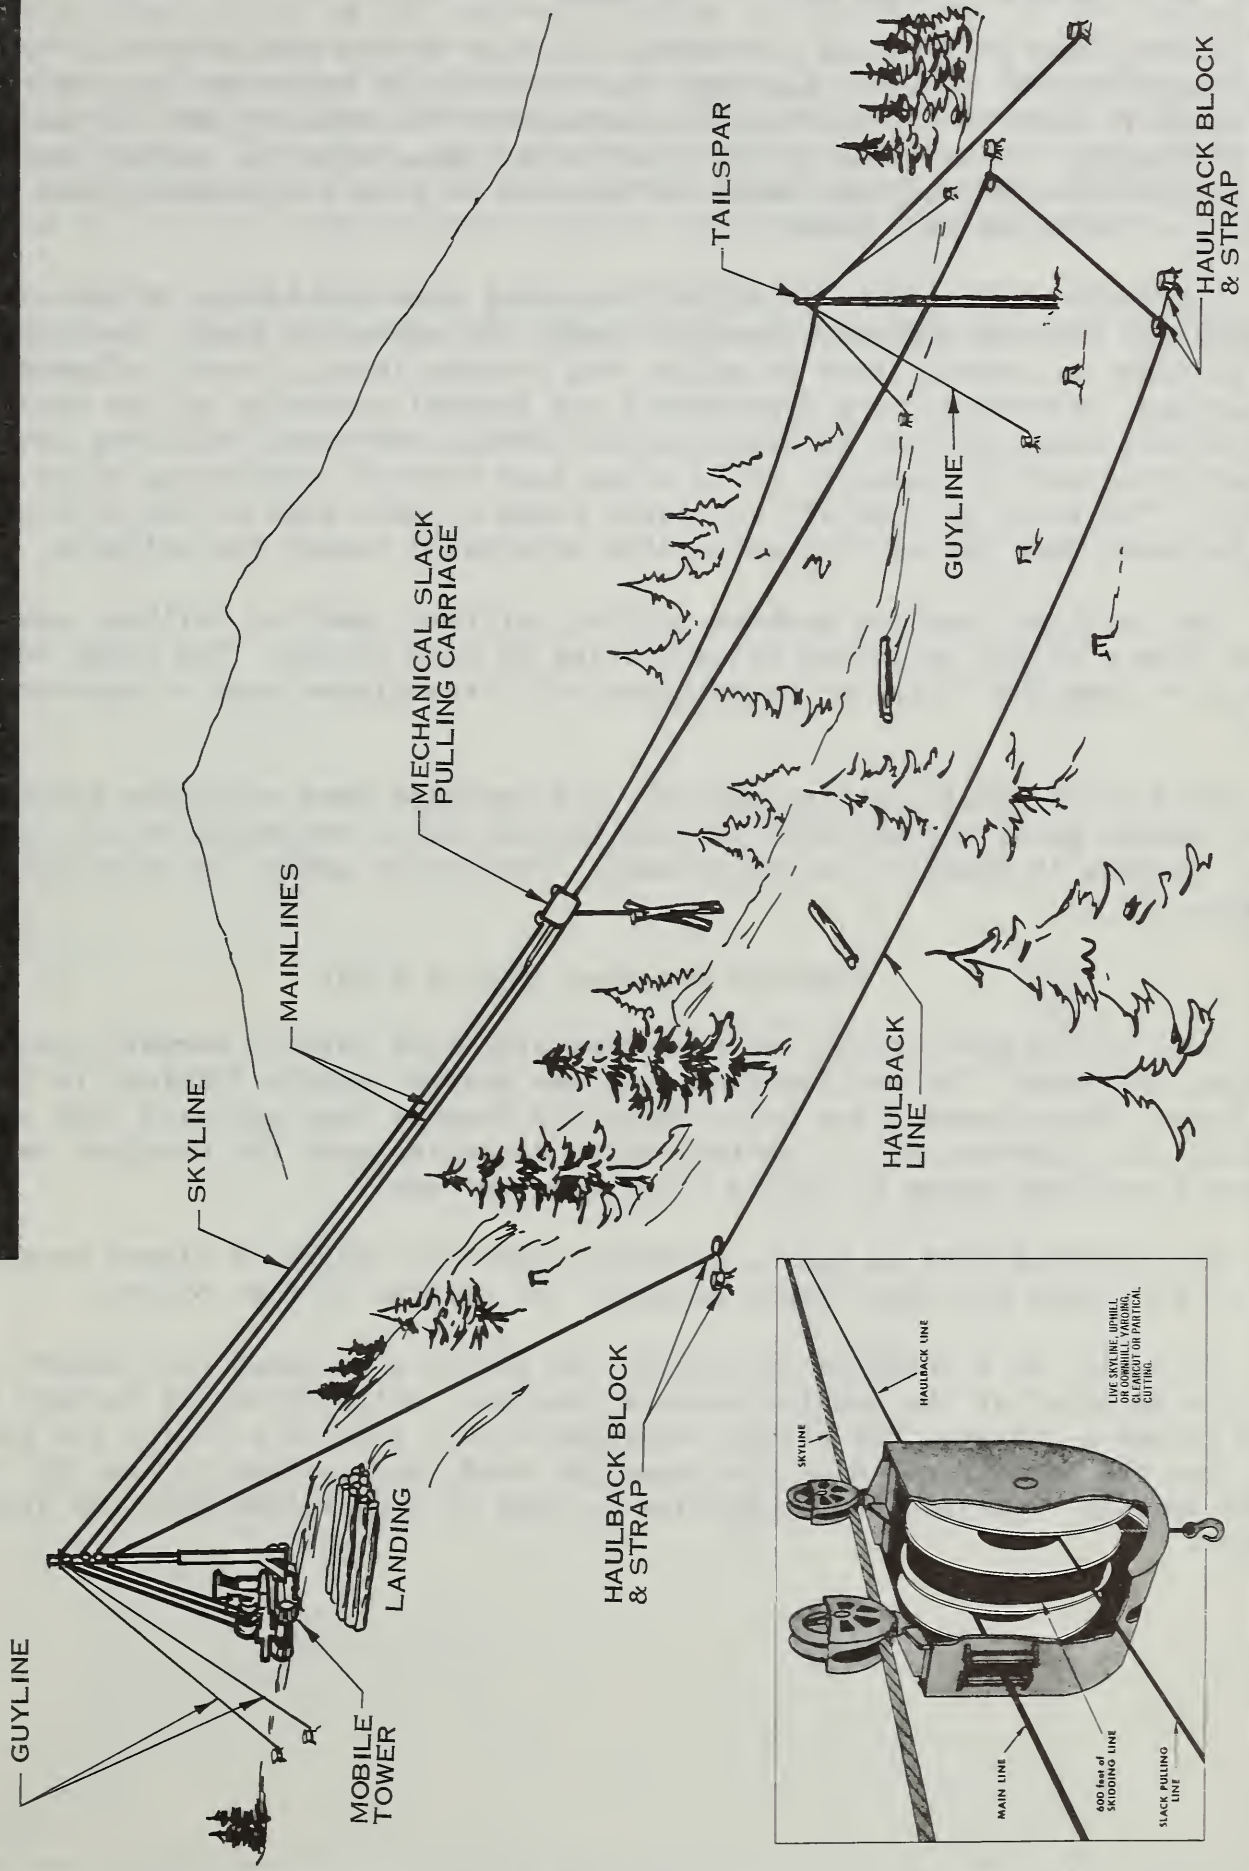 GUYLINE
SKYLINE
MAINLINES
MECHANICAL SLACK
PULLING CARRIAGE
TAILSPAR
MOBILE
TOWER
LANDING
HAULBACK BLOCK
& STRAP
HAULBACK
LINE
GUYLINE
HAULBACK BLOCK
& STRAP
SKYLINE
HAULBACK LINE
MAIN LINE
600 feet of
SKIDDING LINE
SLACK PULLING
LINE
LIVE SKYLINE, UPHILL
OR DOWNHILL YARDING,
CLEARCUT OR PARTICAL
CUTTING.